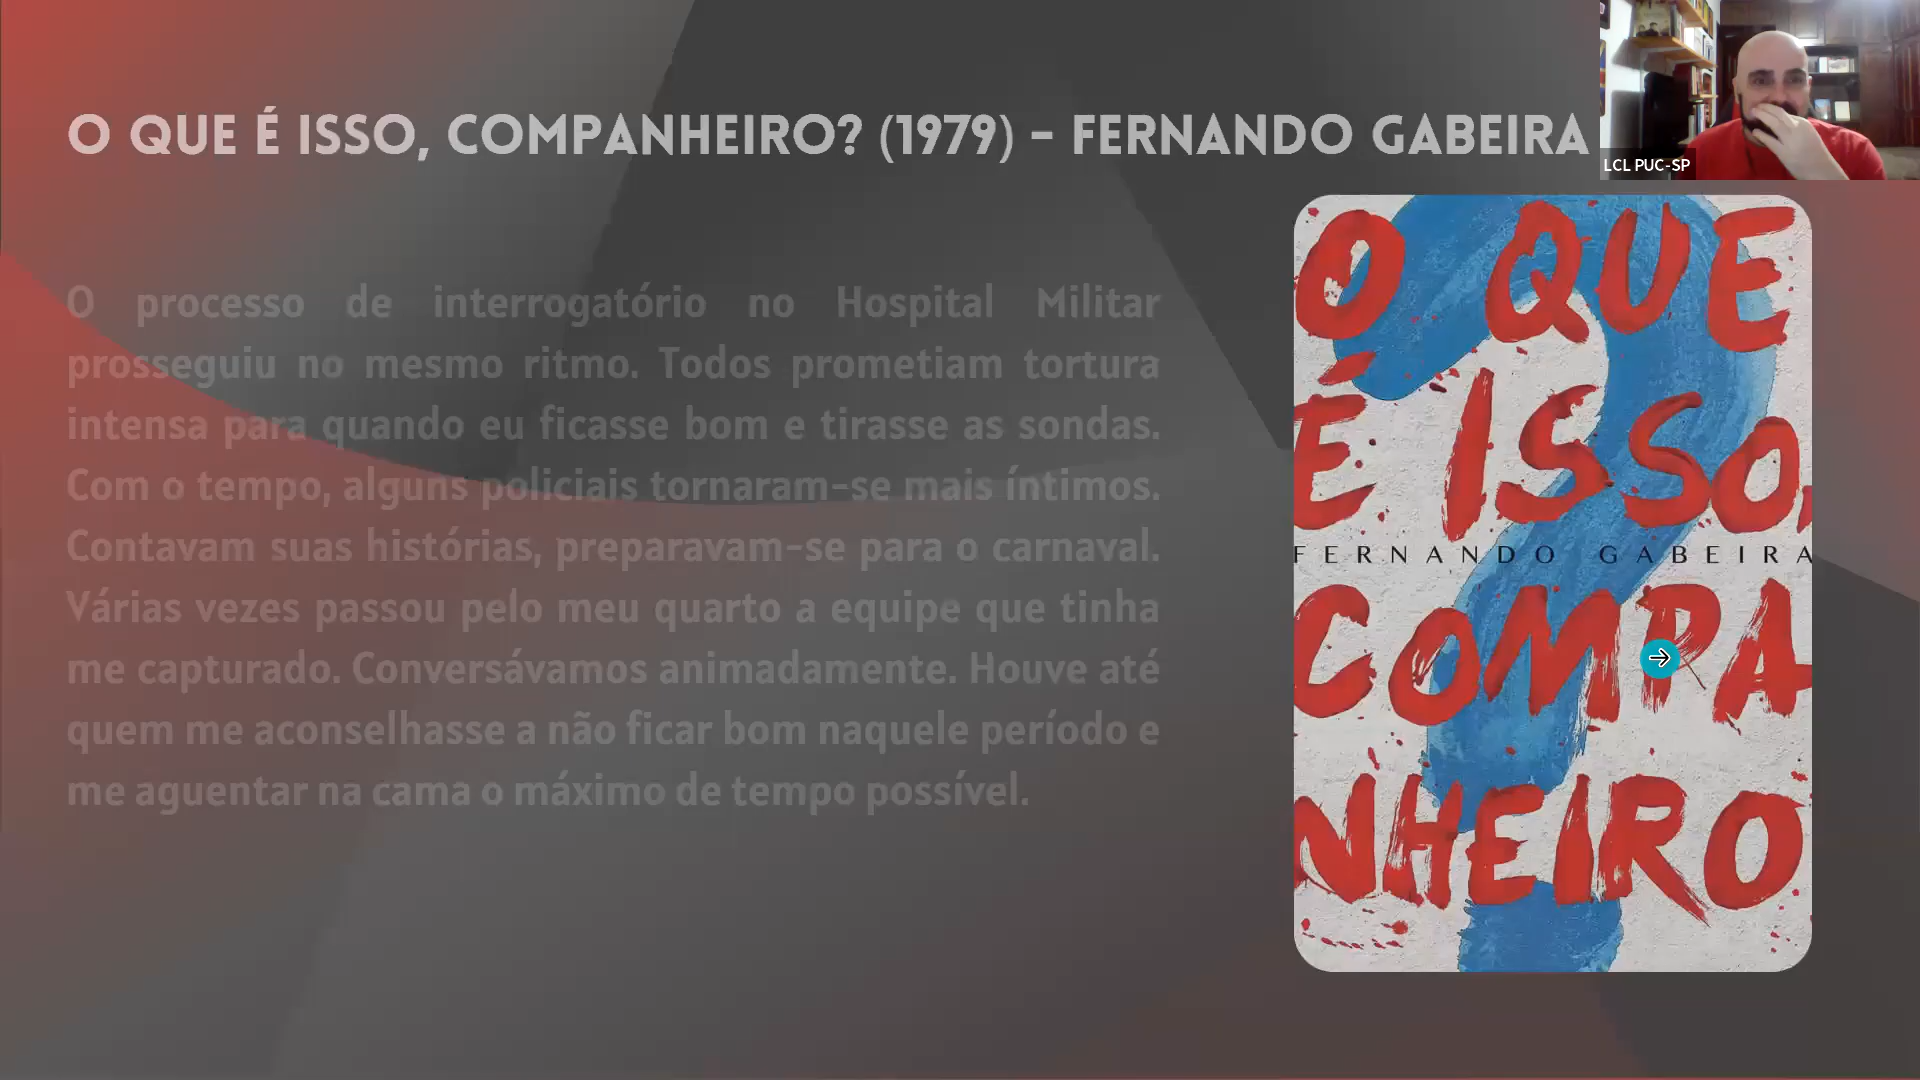 O QUE É ISSO, COMPANHEIRO? (1979) – FERNANDO GABEIRA
LCL PUC-SP
O processo de interrogatório no Hospital Militar
prosseguiu no mesmo ritmo. Todos prometiam tortura
intensa para quando eu ficasse bom e tirasse as sondas.
Com o tempo, alguns policiais tornaram-se mais íntimos.
Contavam suas histórias, preparavam-se para o carnaval.
Várias vezes passou pelo meu quarto a equipe que tinha
me capturado. Conversávamos animadamente. Houve até
quem me aconselhasse a não ficar bom naquele período e
me aguentar na cama o máximo de tempo possível.
O QUE
É ISSO,
FERNANDO GABEIRA
COMPA
NHEIRO